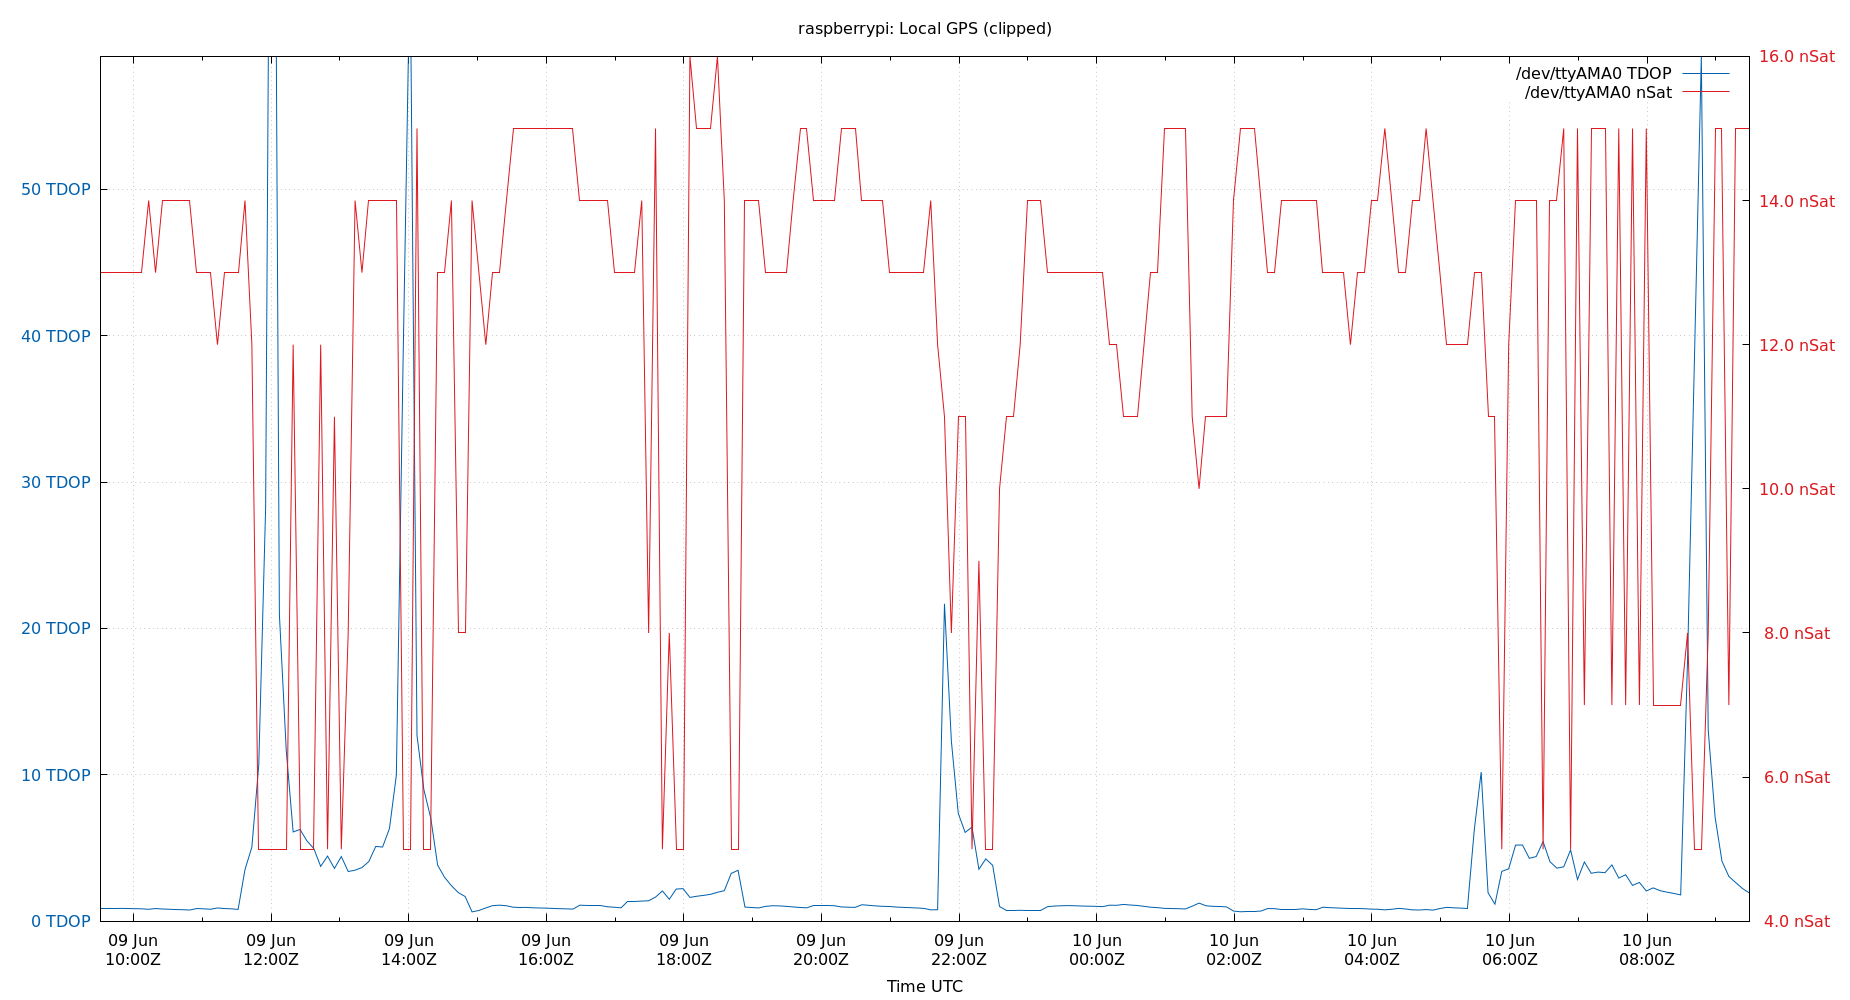 raspberrypi: Local GPS (clipped)
16.0 nSat
/dev/ttyAMA0 TDOP
/dev/ttyAMA0 nSat
50 TDOP
14.0 nSat
40 TDOP
12.0 nSat
30 TDOP
10.0 nSat
20 TDOP
8.0 nSat
10 TDOP
6.0 nSat
0 TDOP
4.0 nSat
09 Jun 09 Jun 09 Jun 09 Jun 09 Jun 09 Jun 09 Jun 10 Jun 10 Jun 10 Jun 10 Jun 10 Jun
10:00Z 12:00Z 14:00Z 16:00Z 18:00Z 20:00Z 22:00Z 00:00Z 02:00Z 04:00Z 06:00Z 08:00Z
Time UTC